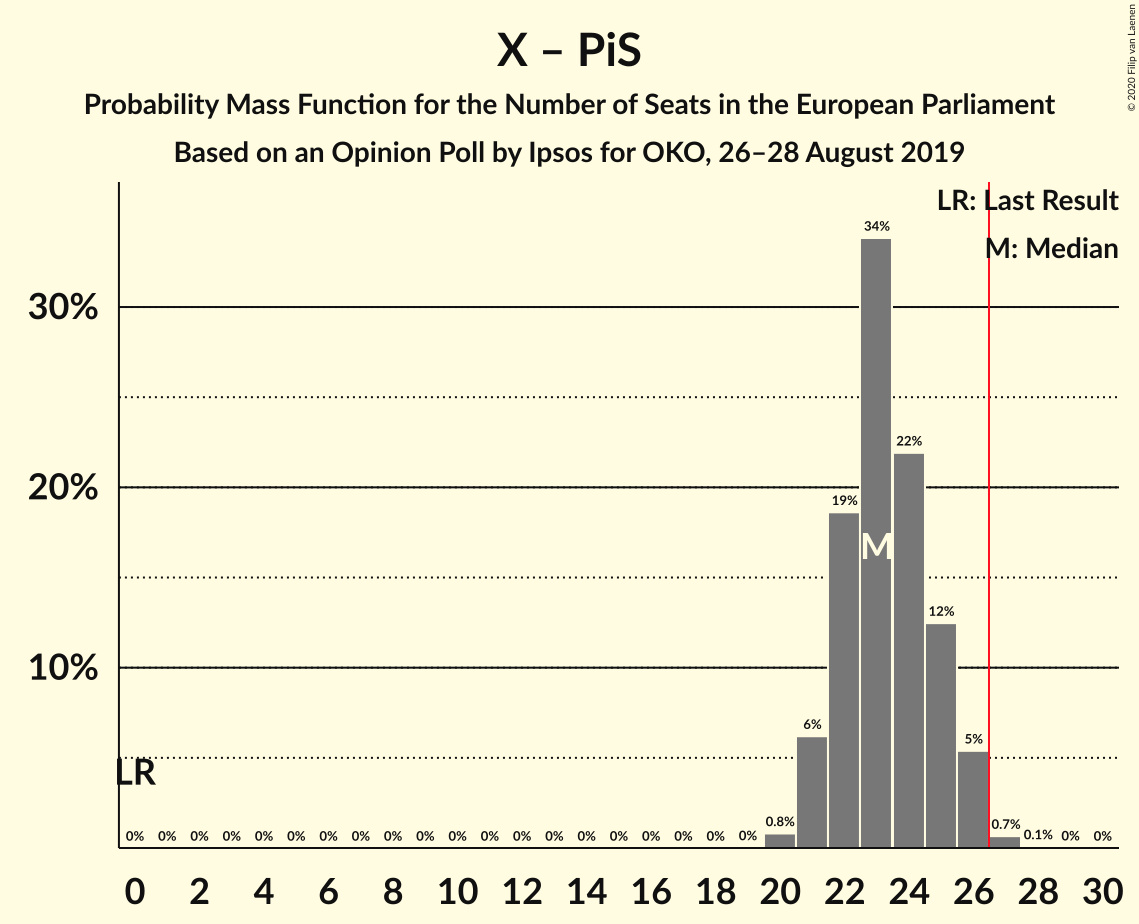 X – PiS
Probability Mass Function for the Number of Seats in the European Parliament
Based on an Opinion Poll by Ipsos for OKO, 26–28 August 2019
© 2020 Filip van Laenen
LR: Last Result
M: Median
34%
30%
22%
20%
19%
M
12%
10%
6%
5%
LR
0% 0% 0% 0% 0% 0% 0% 0% 0% 0% 0% 0% 0% 0% 0% 0% 0% 0% 0% 0% 0.8% 0.7% 0.1% 0% 0%
0 2 4 6 8 10 12 14 16 18 20 22 24 26 28 30